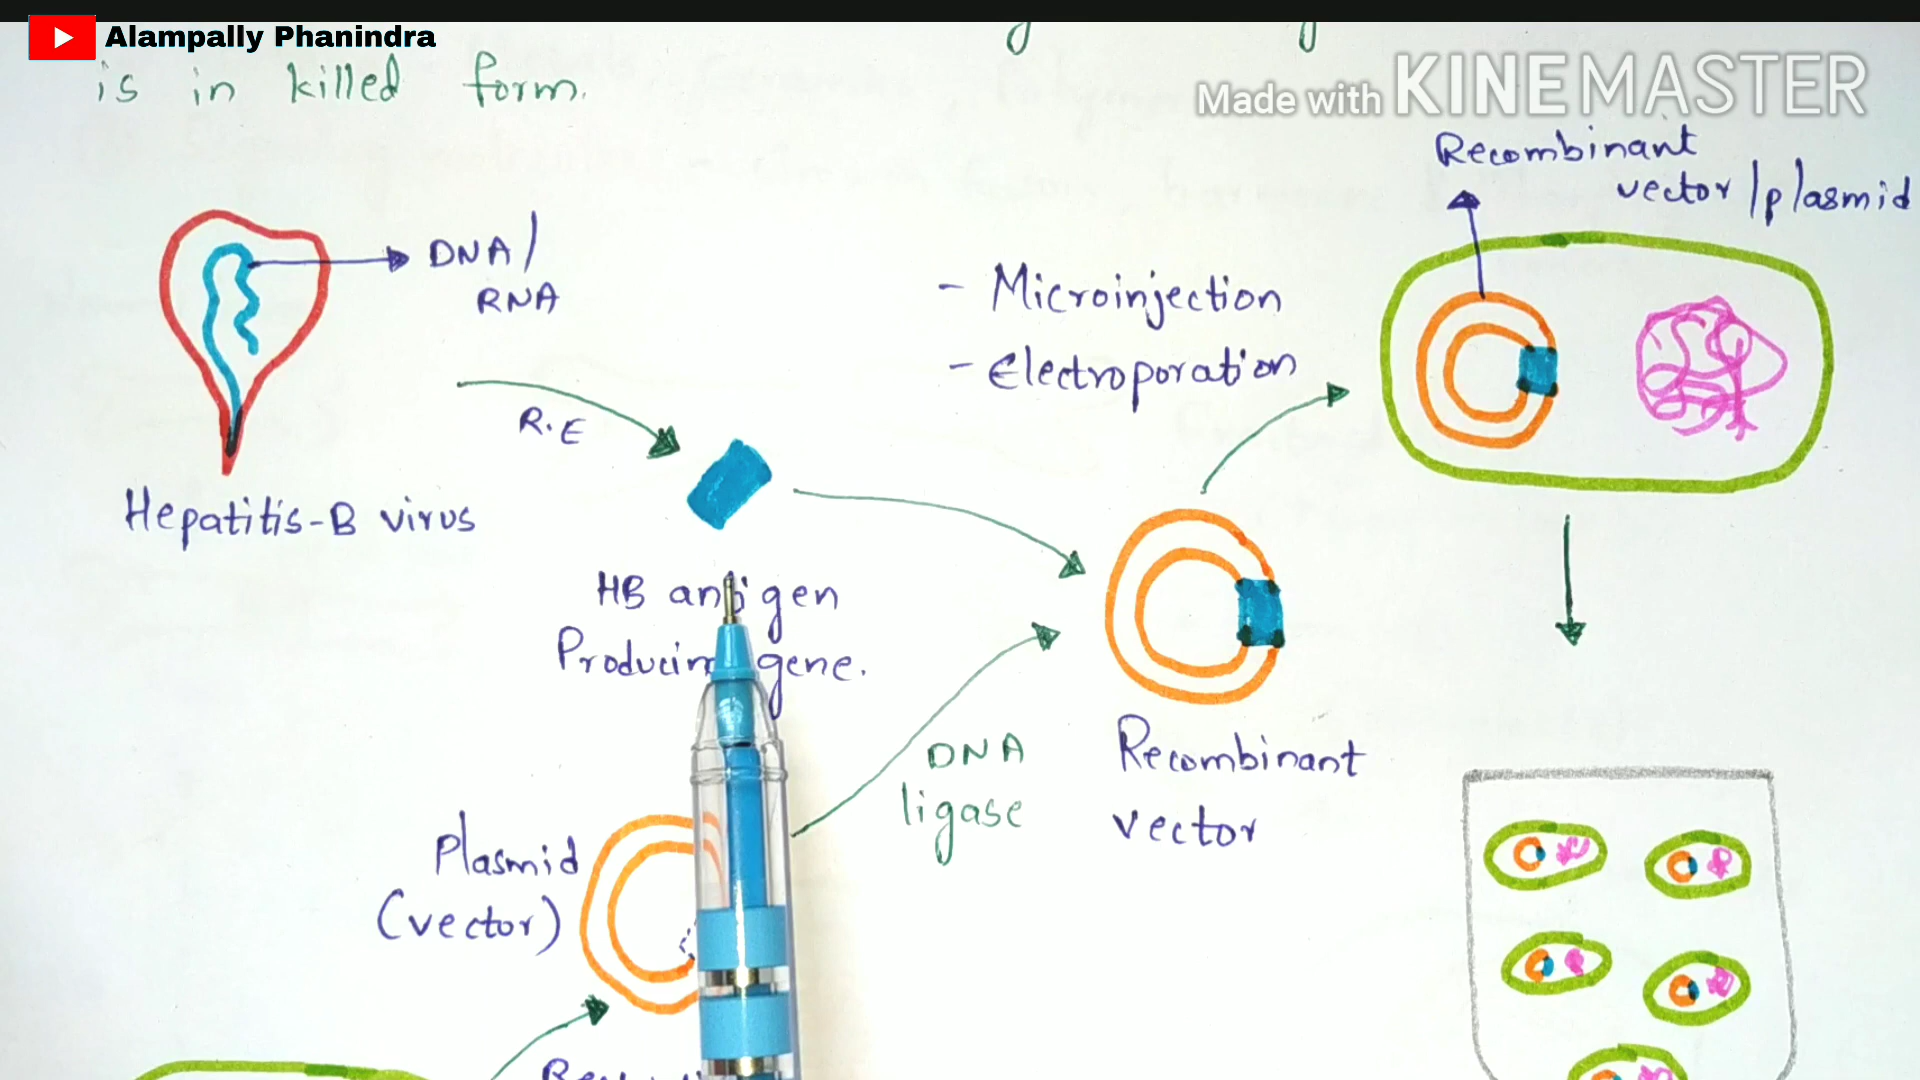 Alampally Phanindra
is in killed form.
Made with KINEMASTER
Recombinant
vector/plasmid
DNA/
RNA
- Microinjection
- Electroporation
R.E
Hepatitis-B virus
HB antigen
Producing gene.
DNA
ligase
Recombinant
vector
Plasmid
(vector)